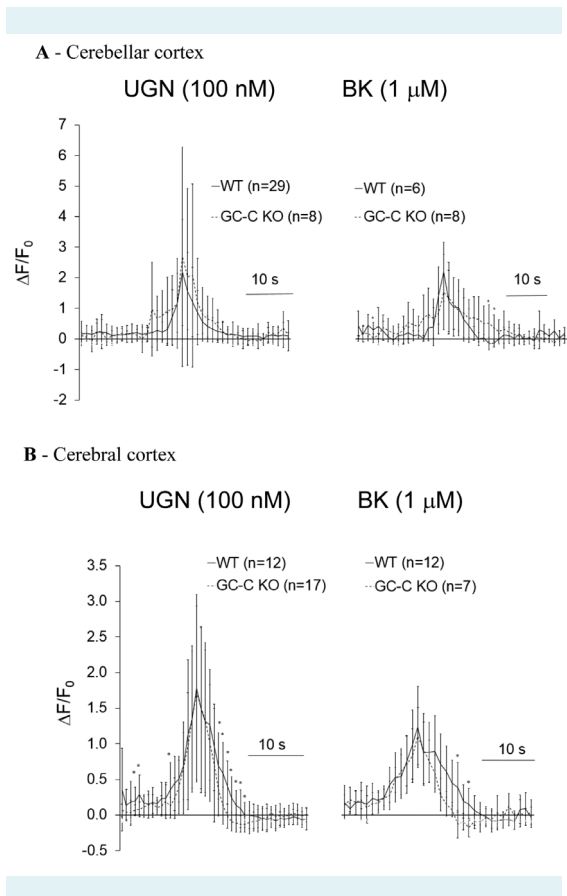 A - Cerebellar cortex
UGN (100 nM)
BK (1 μM)
7
6
5
4
3
2
1
0
-1
-2
ΔF/F0
WT (n=29)
GC-C KO (n=8)
10 s
WT (n=6)
GC-C KO (n=8)
10 s
* * *
B - Cerebral cortex
UGN (100 nM)
BK (1 μM)
3.5
3.0
2.5
2.0
1.5
1.0
0.5
0.0
-0.5
ΔF/F0
WT (n=12)
GC-C KO (n=17)
10 s
WT (n=12)
GC-C KO (n=7)
10 s